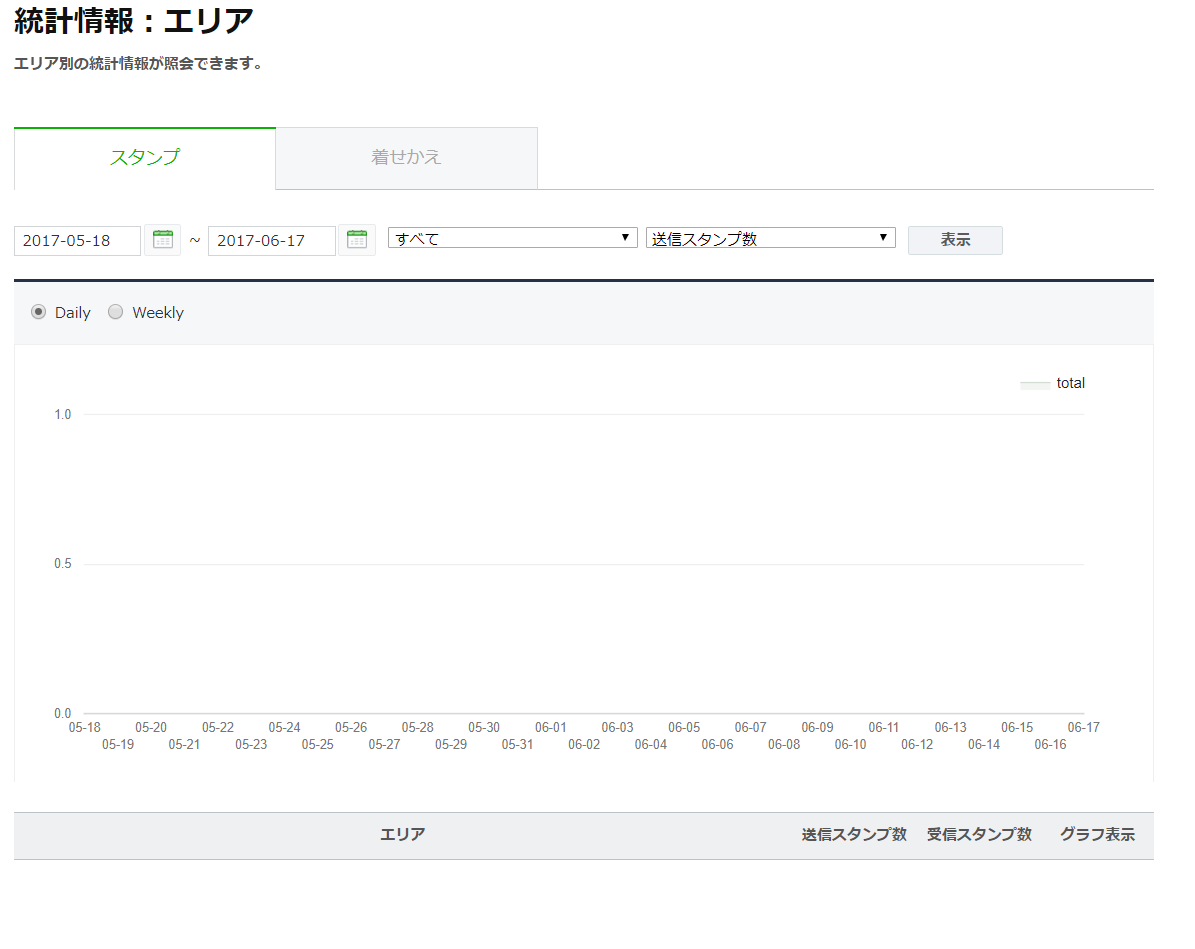 統計情報：エリア
エリア別の統計情報が照会できます。
スタンプ 着せかえ
2017-05-18 ~ 2017-06-17 すべて 送信スタンプ数 表示
Daily Weekly
total
1.0
0.5
0.0
05-18 05-20 05-22 05-24 05-26 05-28 05-30 06-01 06-03 06-05 06-07 06-09 06-11 06-13 06-15 06-17
05-19 05-21 05-23 05-25 05-27 05-29 05-31 06-02 06-04 06-06 06-08 06-10 06-12 06-14 06-16
エリア 送信スタンプ数 受信スタンプ数 グラフ表示